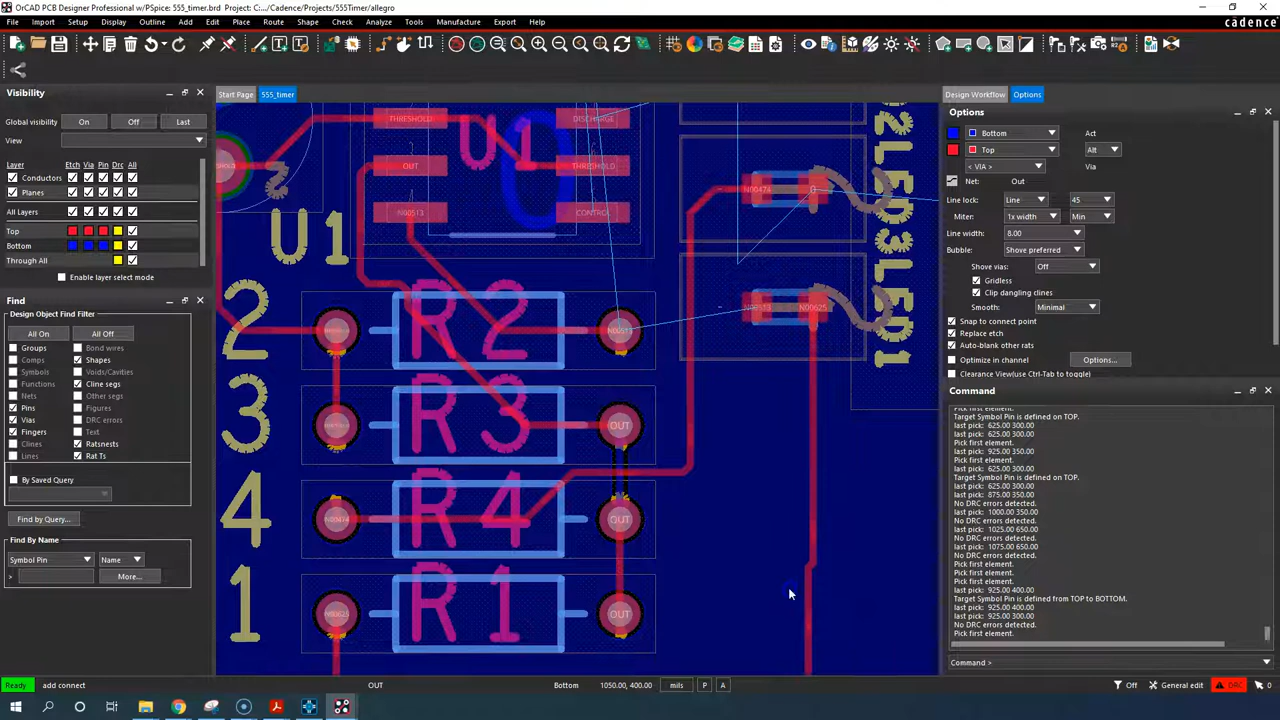 OrCAD PCB Designer Professional w/PSpice: 555_timer.brd Project: C:/.../Cadence/Projects/555Timer/allegro
File Import Setup Display Outline Add Edit Place Route Shape Check Analyze Tools Manufacture Export Help
cadence
Visibility
Global visibility On Off Last
View
Layer Etch Via Pin Drc All
Conductors
Planes
All Layers
Top
Bottom
Through All
Enable layer select mode
Find
Design Object Find Filter
All On All Off
Groups Bond wires
Comps Shapes
Symbols Voids/Cavities
Functions Cline segs
Nets Other segs
Pins Figures
Vias DRC errors
Fingers Text
Clines Ratsnests
Lines Rat Ts
By Saved Query
Find by Query...
Find By Name
Symbol Pin Name
> More...
Start Page 555_timer
THRESHOLD DISCHARGE
OUT THRESHOLD
N00513 CONTROL
U1
U1
2 R2 N00513
3 R3 OUT
4 N00474 R4 OUT
1 N00625 R1 OUT
N00474
N00513 N00625
2LED3LED1
Design Workflow Options
Options
Bottom Act
Top Alt
< VIA > Via
Net: Out
Line lock: Line 45
Miter: 1x width Min
Line width: 8.00
Bubble: Shove preferred
Shove vias: Off
Gridless
Clip dangling clines
Smooth: Minimal
Snap to connect point
Replace etch
Auto-blank other rats
Optimize in channel Options...
Clearance View(use Ctrl-Tab to toggle)
Command
Pick first element.
Target Symbol Pin is defined on TOP.
last pick: 625.00 300.00
last pick: 625.00 300.00
Pick first element.
last pick: 925.00 350.00
Pick first element.
last pick: 625.00 300.00
Target Symbol Pin is defined on TOP.
last pick: 625.00 300.00
last pick: 875.00 350.00
No DRC errors detected.
last pick: 1000.00 350.00
No DRC errors detected.
last pick: 1025.00 650.00
No DRC errors detected.
last pick: 1075.00 650.00
No DRC errors detected.
Pick first element.
Pick first element.
Pick first element.
last pick: 925.00 400.00
Target Symbol Pin is defined from TOP to BOTTOM.
last pick: 925.00 400.00
last pick: 925.00 300.00
No DRC errors detected.
Pick first element.
Command >
Ready add connect OUT Bottom 1050.00, 400.00 mils P A Off General edit DRC 0